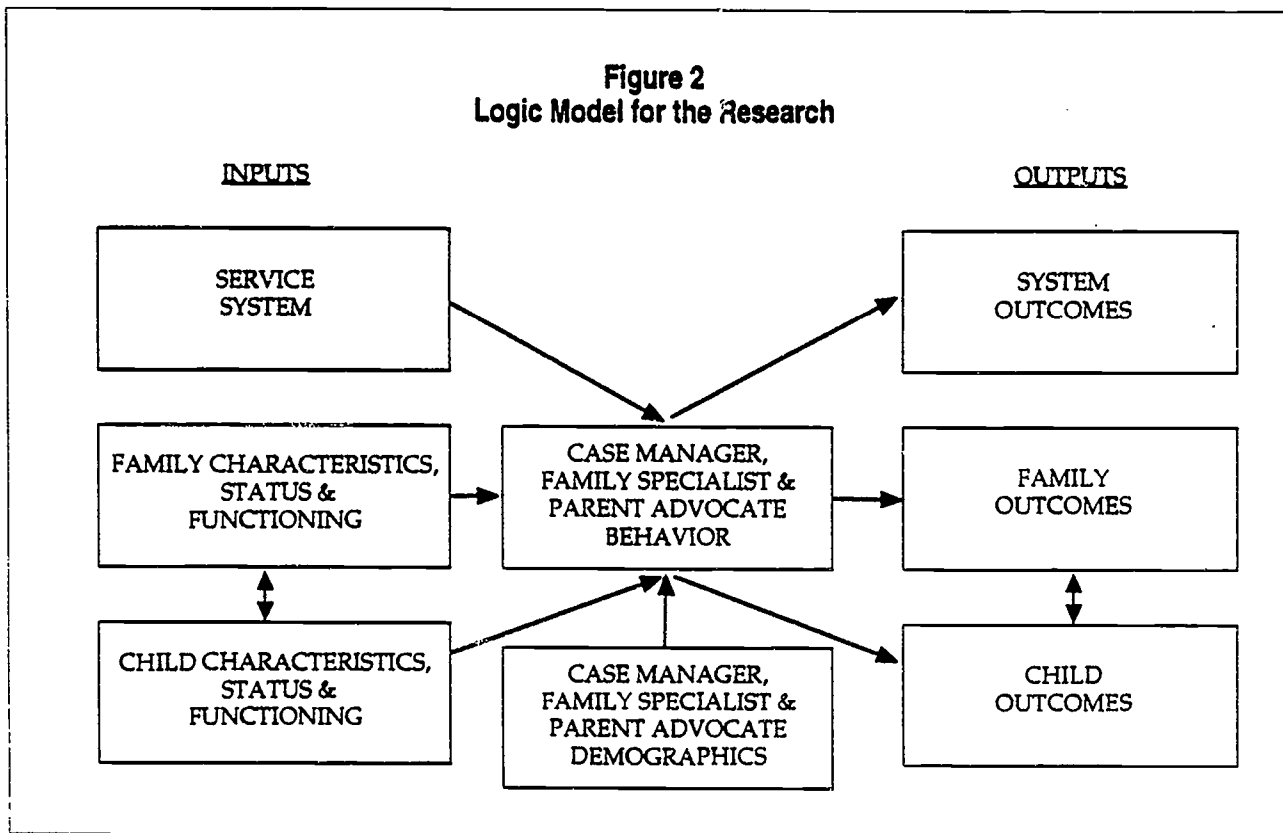 Figure 2
Logic Model for the Research
INPUTS
OUTPUTS
SERVICE
SYSTEM
SYSTEM
OUTCOMES
FAMILY CHARACTERISTICS,
STATUS &
FUNCTIONING
CASE MANAGER,
FAMILY SPECIALIST &
PARENT ADVOCATE
BEHAVIOR
FAMILY
OUTCOMES
CHILD CHARACTERISTICS,
STATUS &
FUNCTIONING
CASE MANAGER,
FAMILY SPECIALIST &
PARENT ADVOCATE
DEMOGRAPHICS
CHILD
OUTCOMES